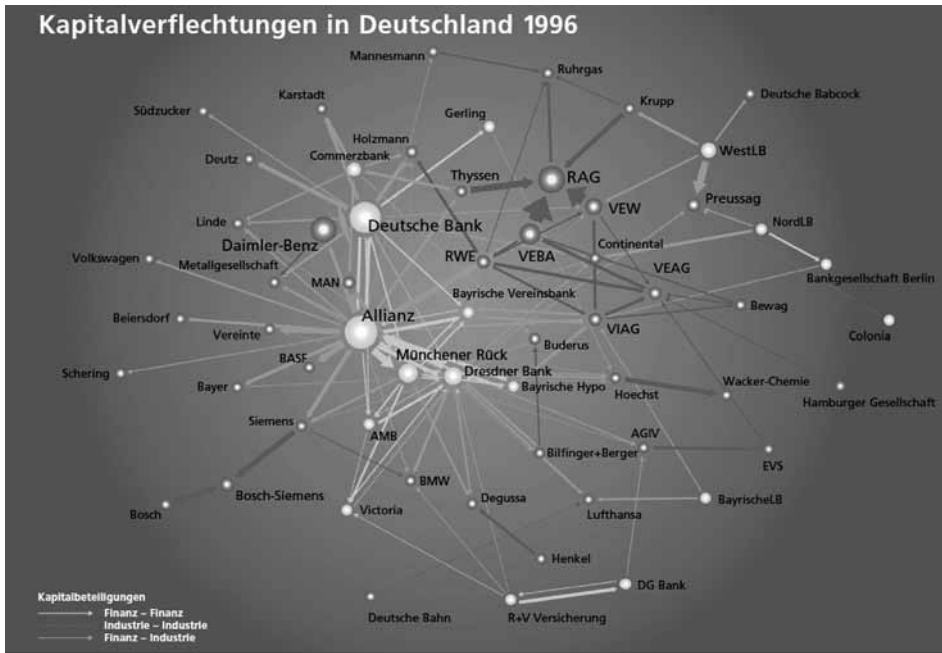 Kapitalverflechtungen in Deutschland 1996
Mannesmann
Ruhrgas
Karstadt
Südzucker
Gerling
Krupp
Deutsche Babcock
Holzmann
Deutz
Commerzbank
WestLB
Thyssen
RAG
Preussag
Linde
Deutsche Bank
VEW
NordLB
Daimler-Benz
RWE
VEBA
Continental
Volkswagen
Metallgesellschaft
VEAG
Bankgesellschaft Berlin
MAN
Bayrische Vereinsbank
Bewag
Beiersdorf
Allianz
VIAG
Vereinte
Colonia
Buderus
BASF
Münchener Rück
Schering
Dresdner Bank
Bayer
Bayrische Hypo
Hoechst
Wacker-Chemie
Hamburger Gesellschaft
Siemens
AMB
AGIV
Bilfinger+Berger
EVS
BMW
Bosch-Siemens
Degussa
BayrischeLB
Bosch
Victoria
Lufthansa
Henkel
DG Bank
Kapitalbeteiligungen
Finanz – Finanz
Deutsche Bahn
R+V Versicherung
Industrie – Industrie
Finanz – Industrie